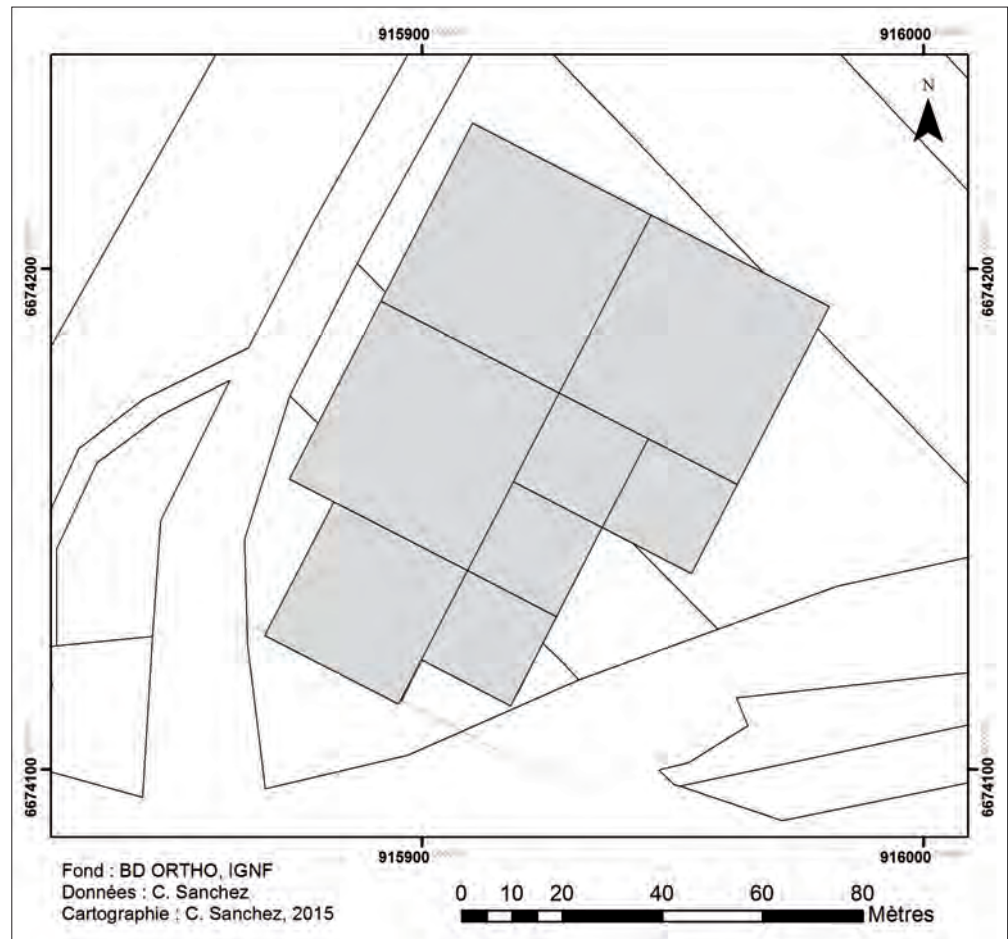 915900 916000
N
6674200 6674200
6674100 6674100
915900 916000
Fond : BD ORTHO, IGNF
Données : C. Sanchez
Cartographie : C. Sanchez, 2015
0 10 20 40 60 80
Mètres